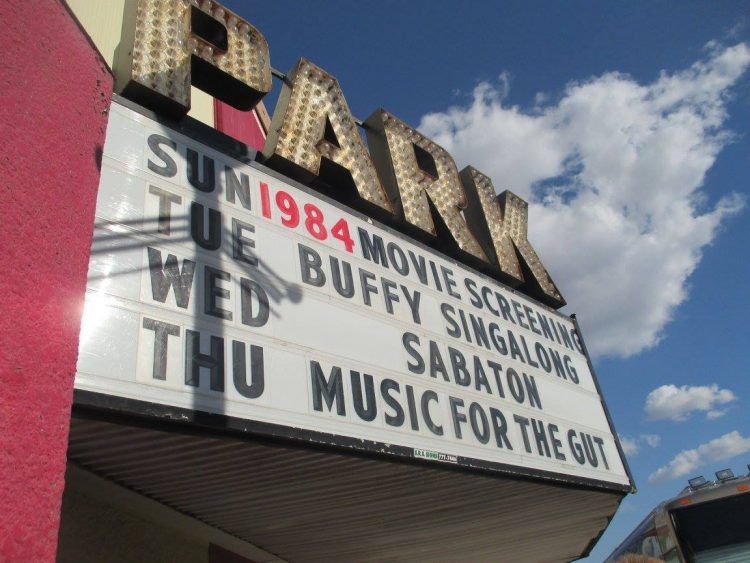 PARK
SUN 1984 MOVIE SCREENING
TUE BUFFY SINGALONG
WED SABATON
THU MUSIC FOR THE GUT